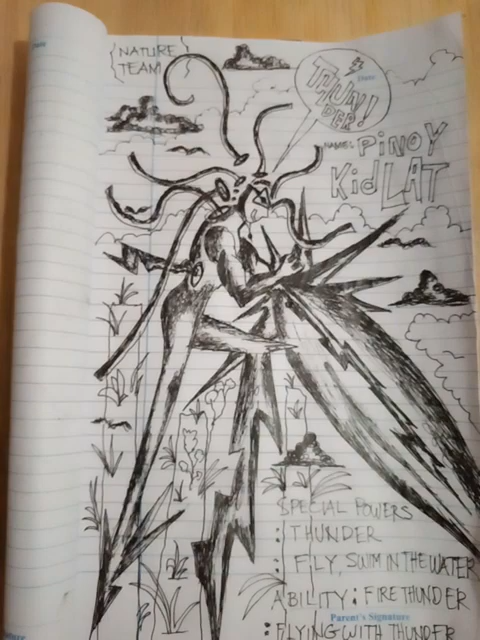 {NATURE
TEAM}
Date
THUN!
DER!
NAME: PiNOY
KidLAT
SPECIAL POWERS
: THUNDER
: FILY, SWIM IN THE WATER
ABILITY: FIRE THUNDER
Parent's Signature
: FLYING WITH THUNDER